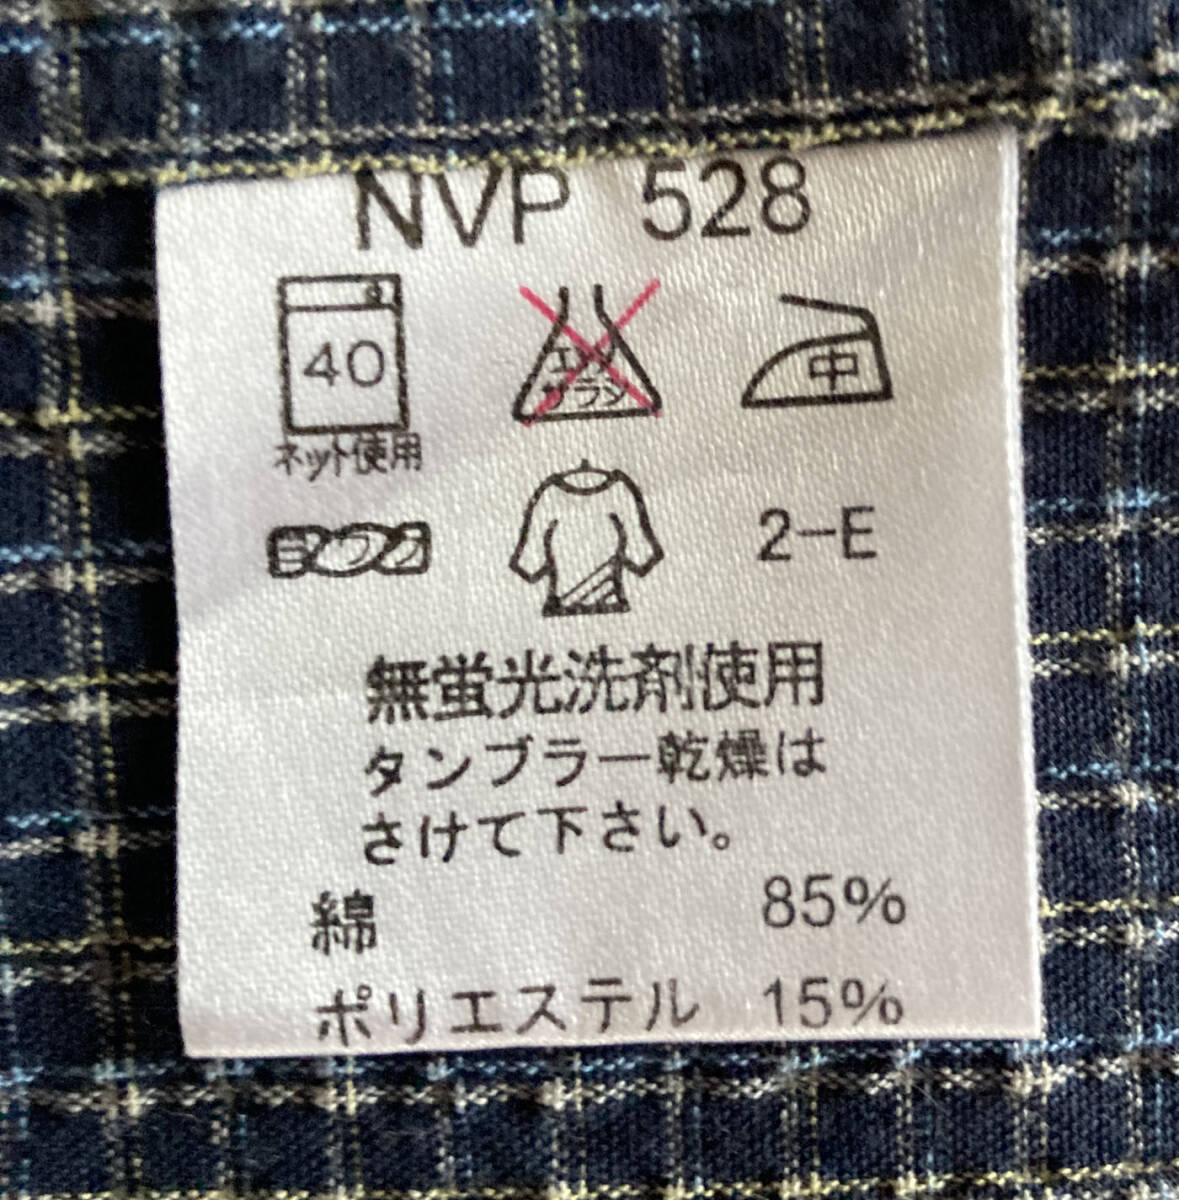 NVP 528
40
エンソ
サラシ
中
ネット使用
2-E
無蛍光洗剤使用
タンブラー乾燥は
さけて下さい。
綿 85%
ポリエステル 15%